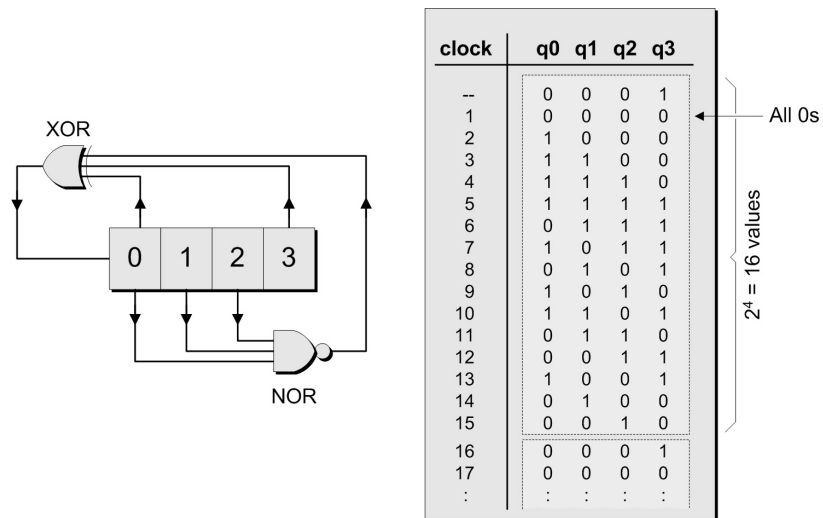 XOR
0 1 2 3
NOR
clock q0 q1 q2 q3
-- 0 0 0 1
1 0 0 0 0
2 1 0 0 0
3 1 1 0 0
4 1 1 1 0
5 1 1 1 1
6 0 1 1 1
7 1 0 1 1
8 0 1 0 1
9 1 0 1 0
10 1 1 0 1
11 0 1 1 0
12 0 0 1 1
13 1 0 0 1
14 0 1 0 0
15 0 0 1 0
16 0 0 0 1
17 0 0 0 0
: : : : :
All 0s
2⁴ = 16 values